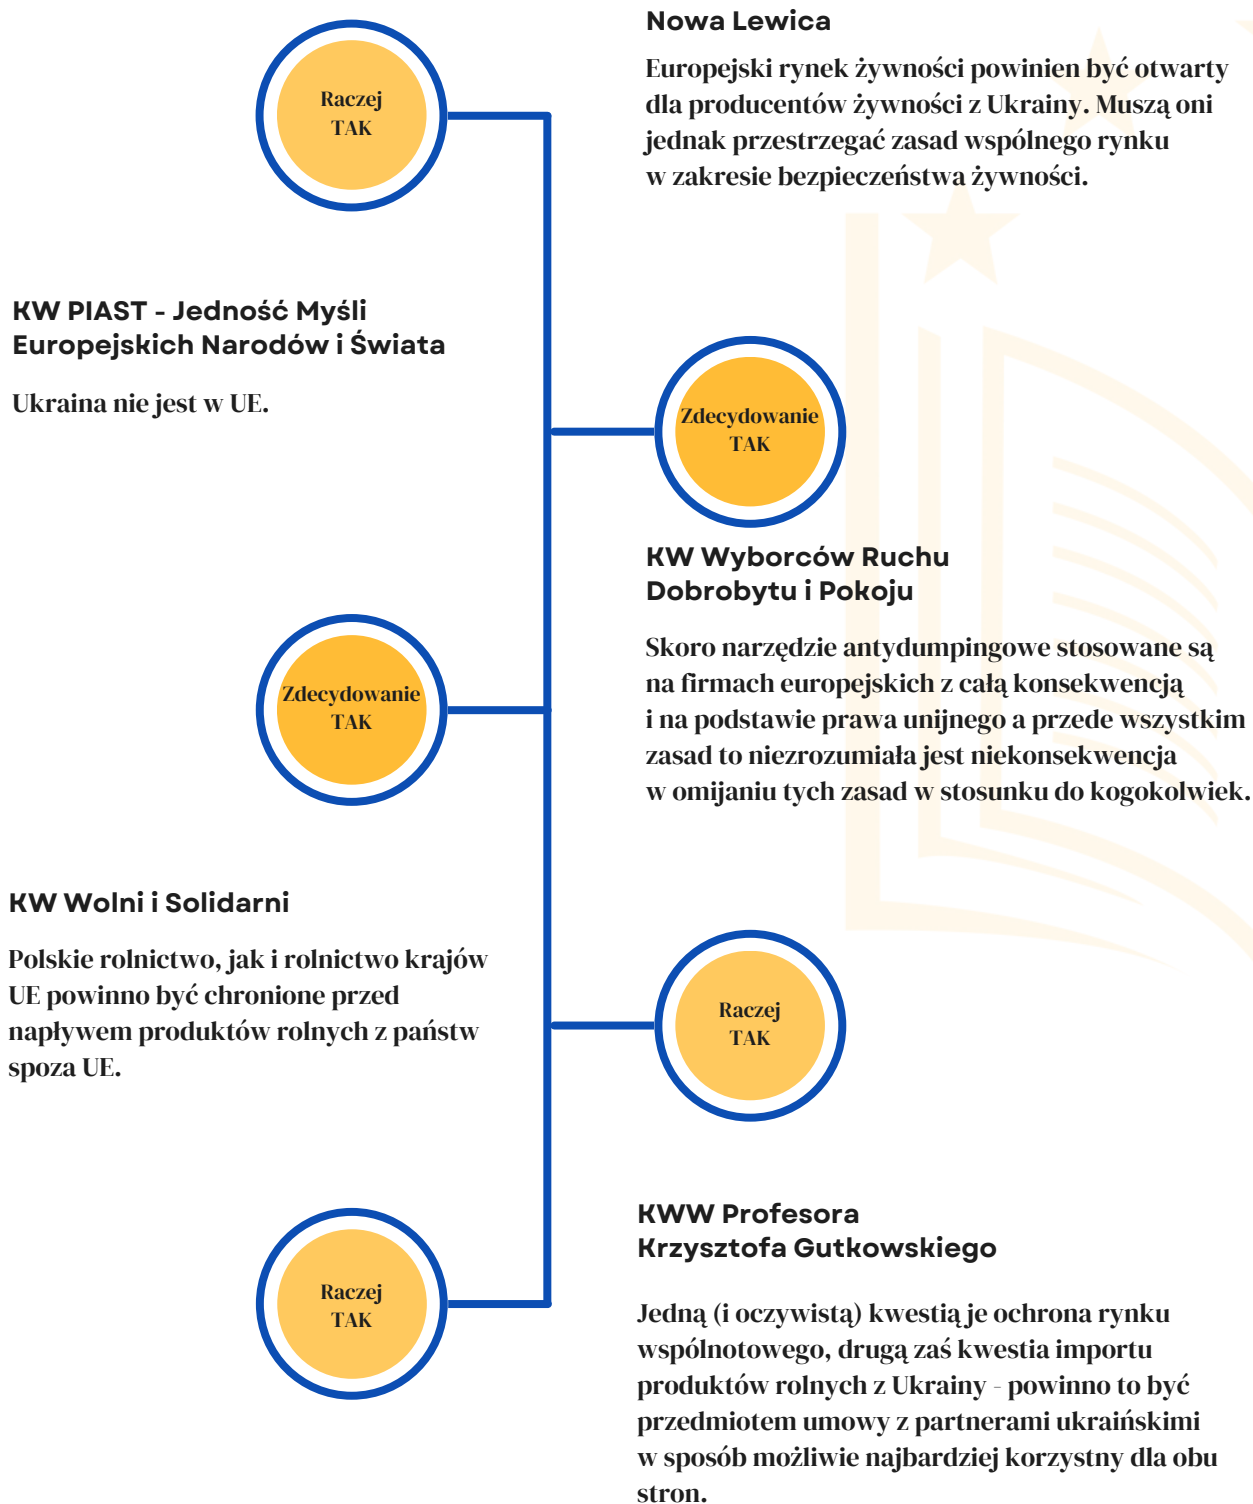 Raczej
TAK
Nowa Lewica
Europejski rynek żywności powinien być otwarty
dla producentów żywności z Ukrainy. Muszą oni
jednak przestrzegać zasad wspólnego rynku
w zakresie bezpieczeństwa żywności.
KW PIAST - Jedność Myśli
Europejskich Narodów i Świata
Ukraina nie jest w UE.
Zdecydowanie
TAK
Zdecydowanie
TAK
KW Wyborców Ruchu
Dobrobytu i Pokoju
Skoro narzędzie antydumpingowe stosowane są
na firmach europejskich z całą konsekwencją
i na podstawie prawa unijnego a przede wszystkim
zasad to niezrozumiała jest niekonsekwencja
w omijaniu tych zasad w stosunku do kogokolwiek.
KW Wolni i Solidarni
Polskie rolnictwo, jak i rolnictwo krajów
UE powinno być chronione przed
napływem produktów rolnych z państw
spoza UE.
Raczej
TAK
Raczej
TAK
KWW Profesora
Krzysztofa Gutkowskiego
Jedną (i oczywistą) kwestią je ochrona rynku
wspólnotowego, drugą zaś kwestia importu
produktów rolnych z Ukrainy - powinno to być
przedmiotem umowy z partnerami ukraińskimi
w sposób możliwie najbardziej korzystny dla obu
stron.